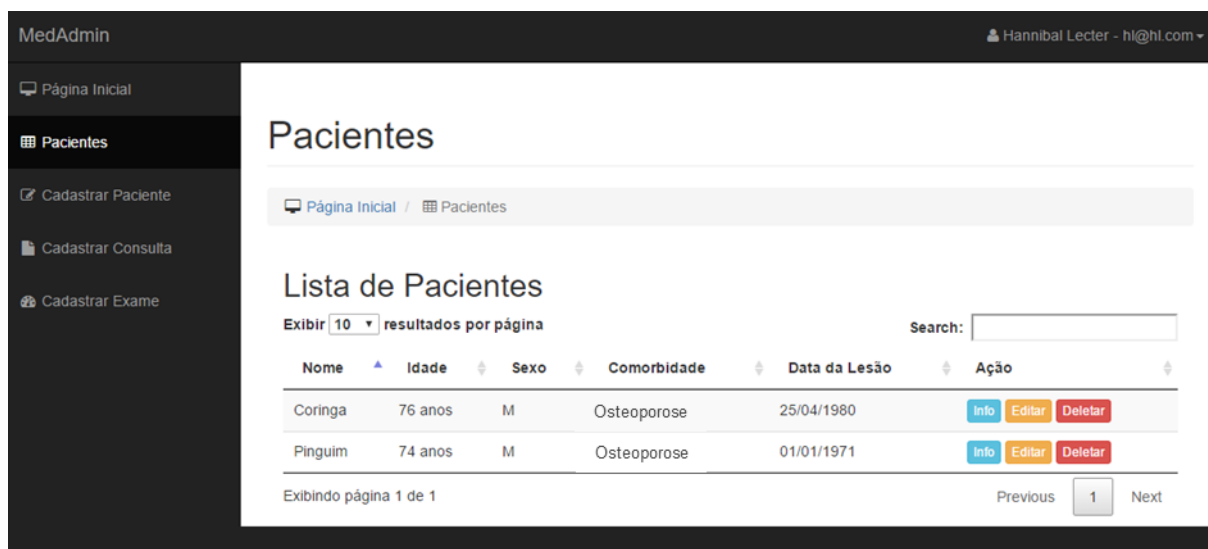 MedAdmin
Hannibal Lecter - hl@hl.com
Página Inicial
Pacientes
Cadastrar Paciente
Cadastrar Consulta
Cadastrar Exame
Pacientes
Página Inicial / Pacientes
Lista de Pacientes
Exibir 10 resultados por página
Search:
Nome Idade Sexo Comorbidade Data da Lesão Ação
Coringa 76 anos M Osteoporose 25/04/1980 Info Editar Deletar
Pinguim 74 anos M Osteoporose 01/01/1971 Info Editar Deletar
Exibindo página 1 de 1
Previous 1 Next